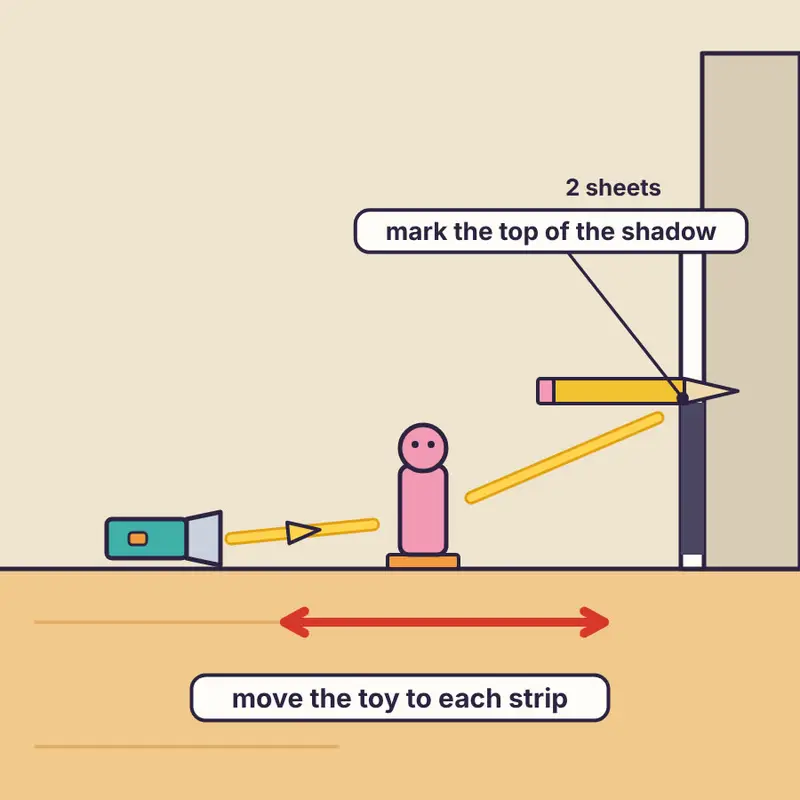 2 sheets
mark the top of the shadow
move the toy to each strip